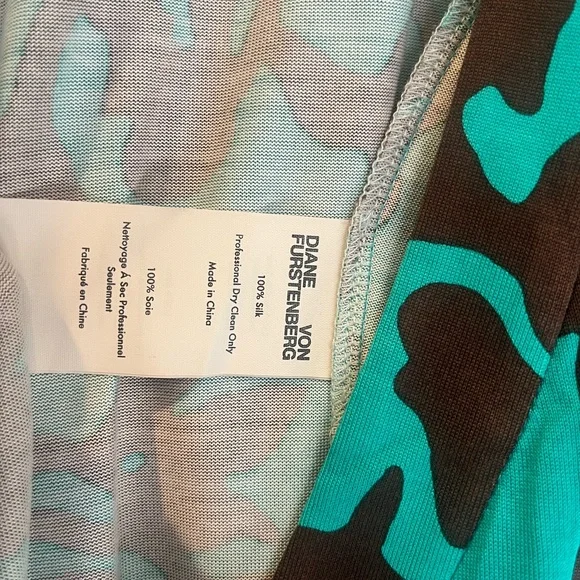 DIANE VON
FURSTENBERG
100% Silk
Professional Dry Clean Only
Made in China
100% Soie
Nettoyage Á Sec Professionnel
Seulement
Fabriqué en Chine